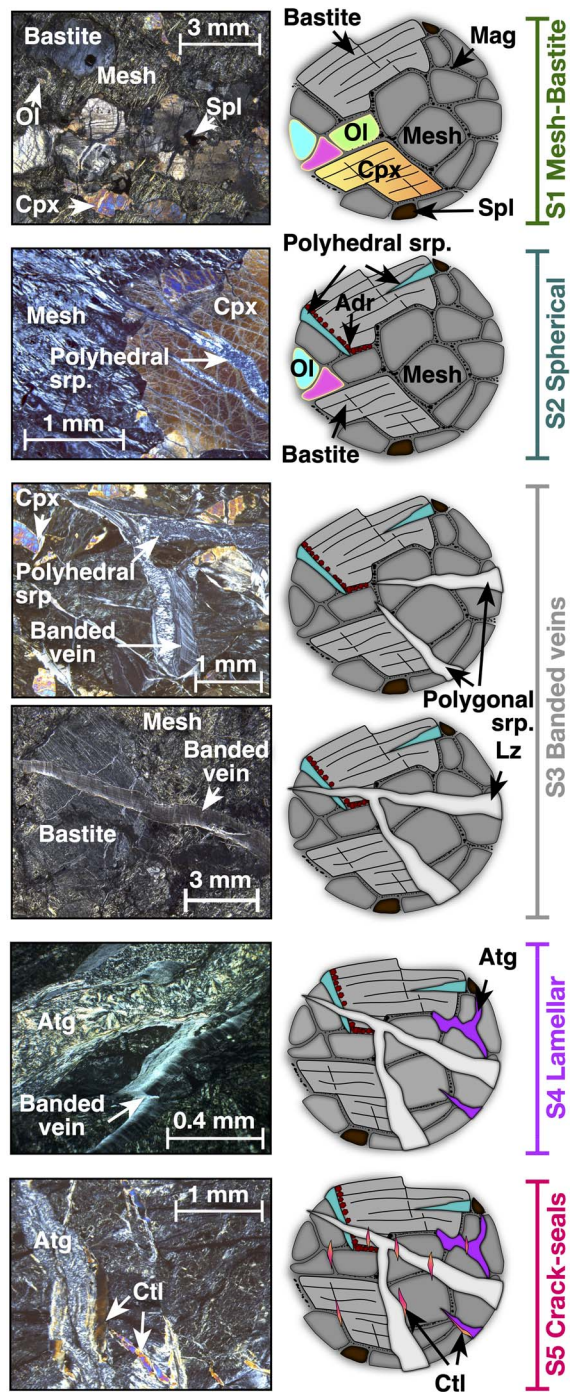 Bastite
3 mm
Mesh
Ol
Spl
Cpx
Bastite
Mag
Ol
Mesh
Cpx
Spl
S1 Mesh-Bastite
Mesh
Cpx
Polyhedral
srp.
1 mm
Polyhedral srp.
Adr
Ol
Mesh
Bastite
S2 Spherical
Cpx
Polyhedral
srp.
Banded
vein
1 mm
Polygonal
srp.
Mesh
Banded
vein
Bastite
3 mm
Lz
S3 Banded veins
Atg
Banded
vein
0.4 mm
Atg
S4 Lamellar
1 mm
Atg
Ctl
Ctl
S5 Crack-seals